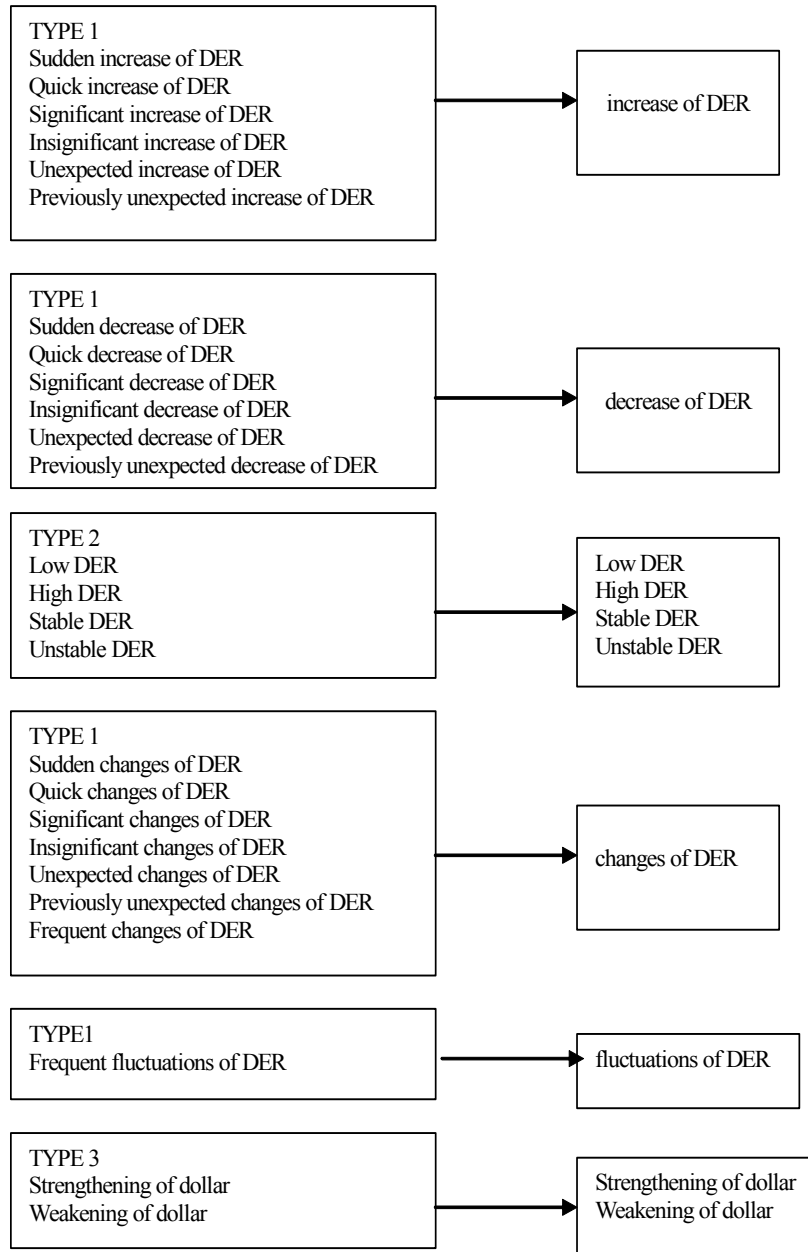 TYPE 1
Sudden increase of DER
Quick increase of DER
Significant increase of DER
Insignificant increase of DER
Unexpected increase of DER
Previously unexpected increase of DER
increase of DER
TYPE 1
Sudden decrease of DER
Quick decrease of DER
Significant decrease of DER
Insignificant decrease of DER
Unexpected decrease of DER
Previously unexpected decrease of DER
decrease of DER
TYPE 2
Low DER
High DER
Stable DER
Unstable DER
Low DER
High DER
Stable DER
Unstable DER
TYPE 1
Sudden changes of DER
Quick changes of DER
Significant changes of DER
Insignificant changes of DER
Unexpected changes of DER
Previously unexpected changes of DER
Frequent changes of DER
changes of DER
TYPE1
Frequent fluctuations of DER
fluctuations of DER
TYPE 3
Strengthening of dollar
Weakening of dollar
Strengthening of dollar
Weakening of dollar